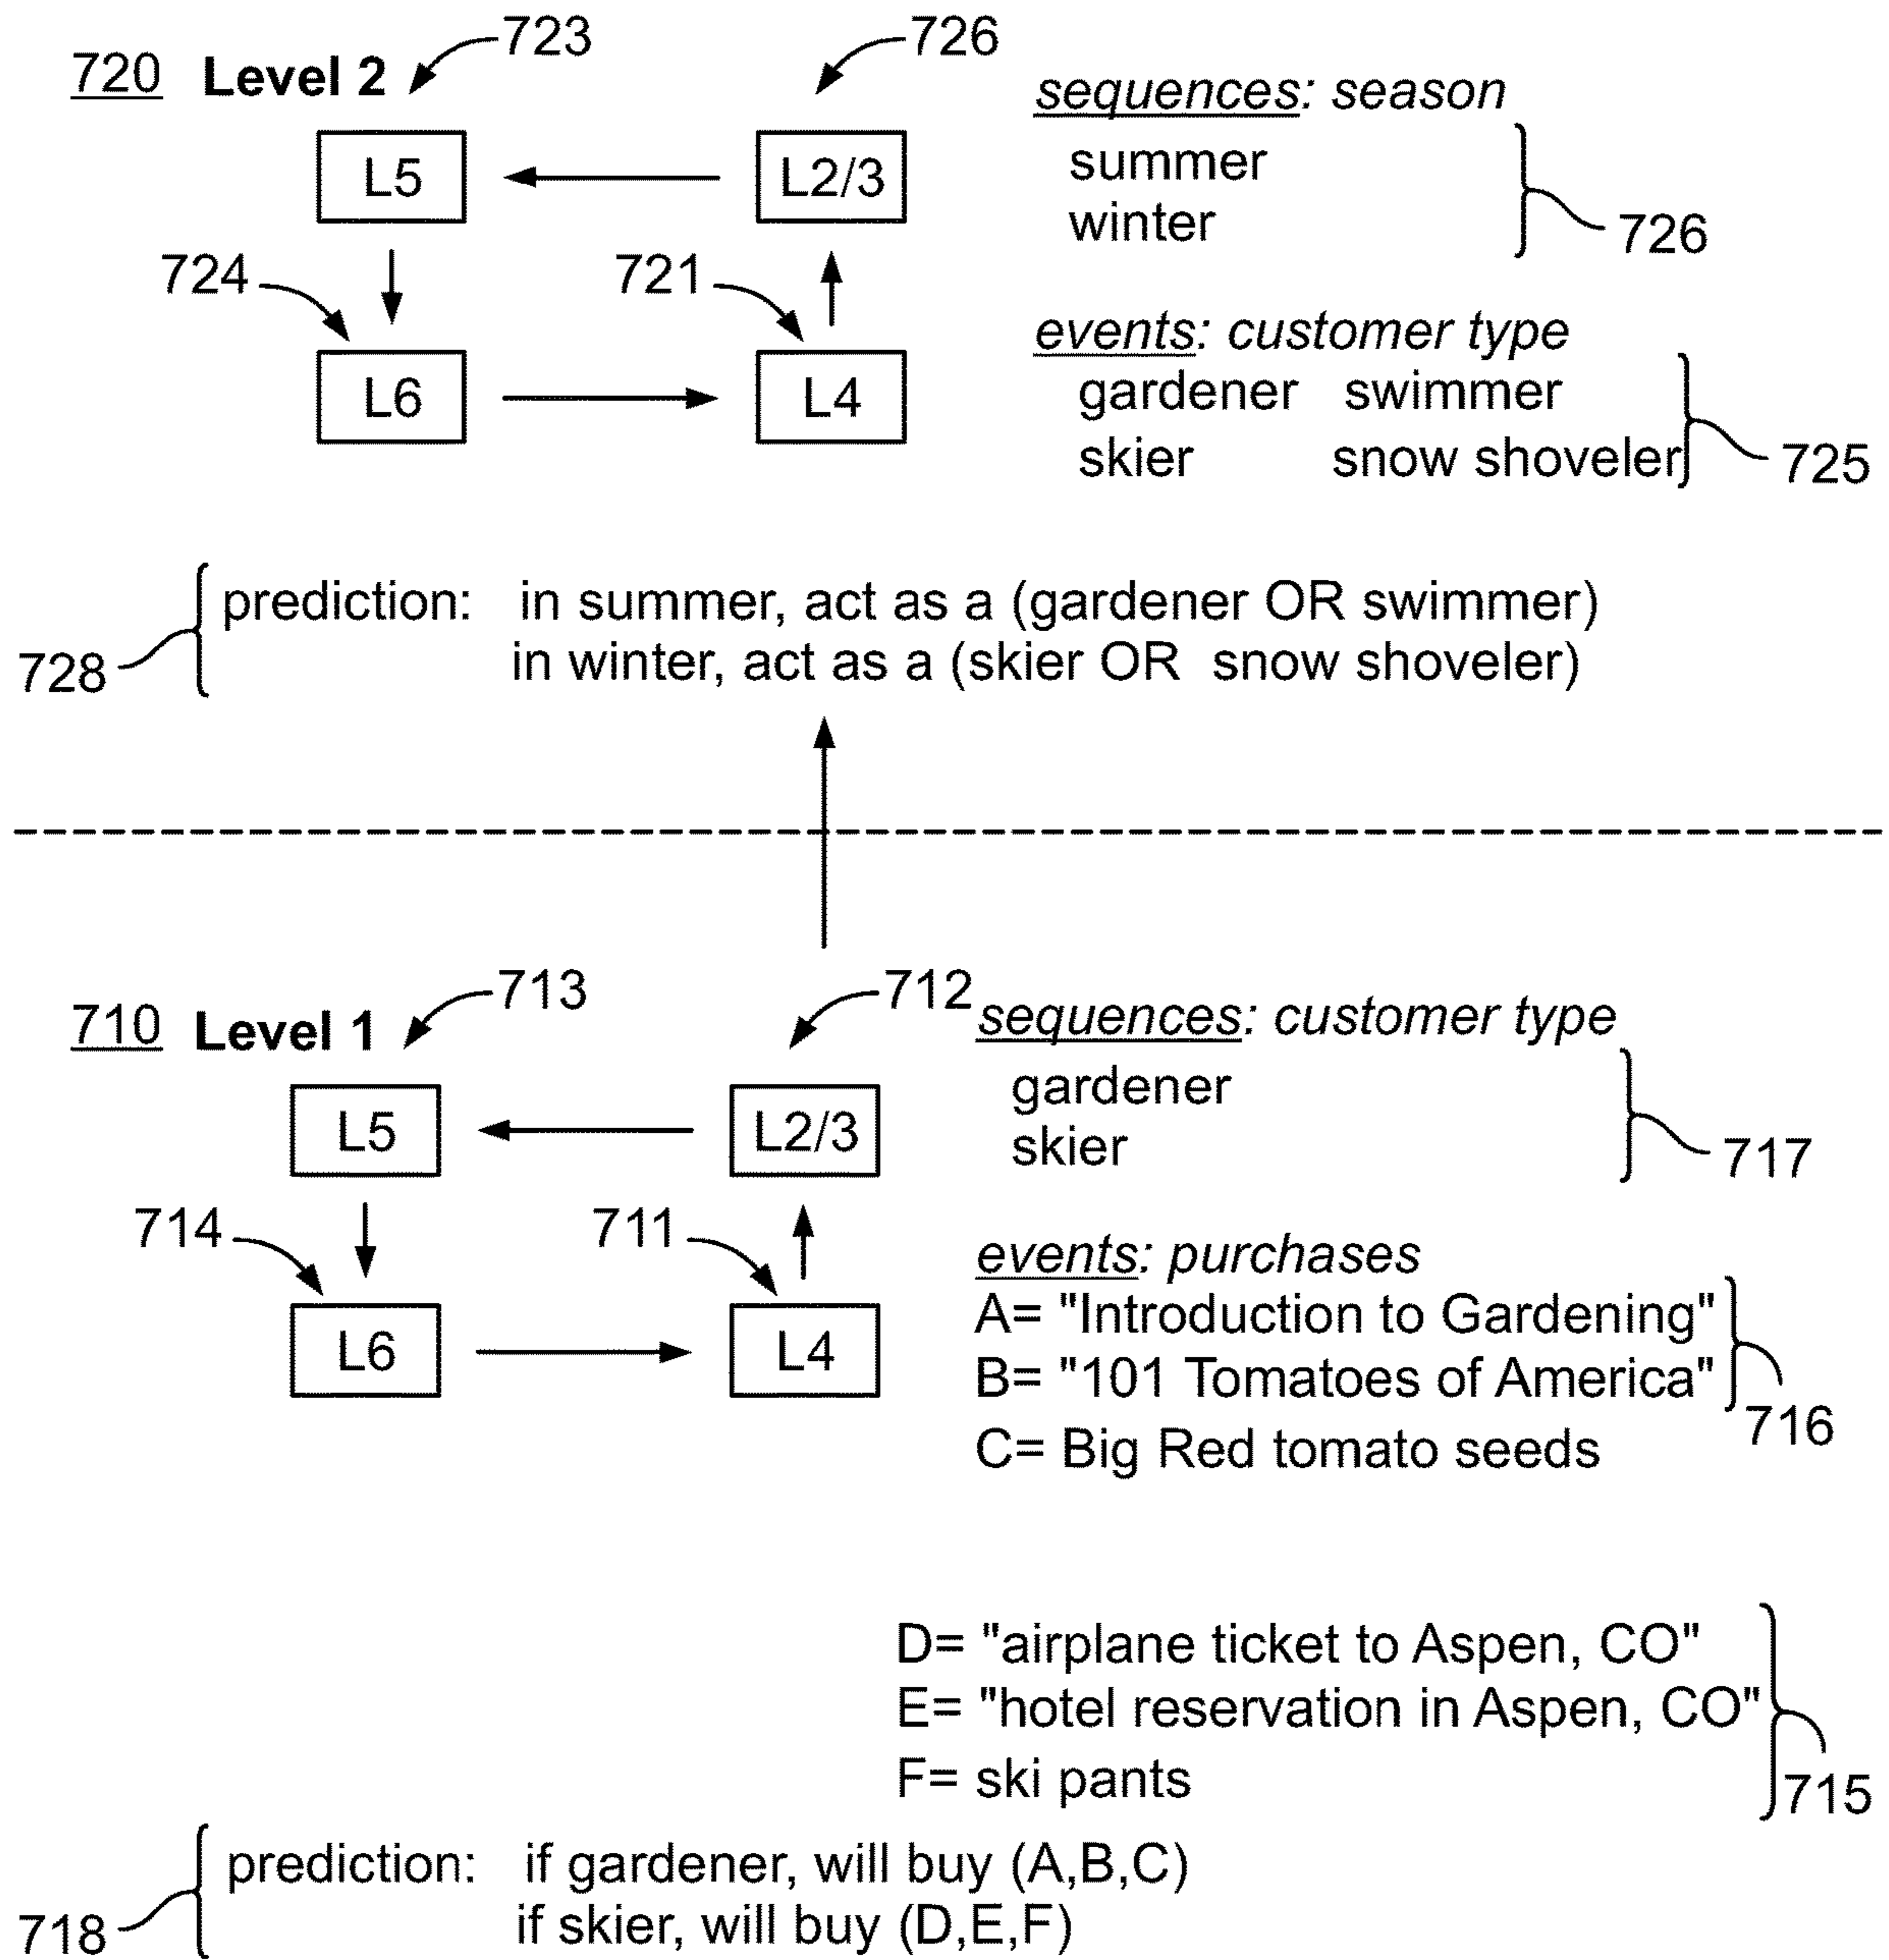 723
726
720 Level 2
sequences: season
L5
L2/3
summer
winter
726
724
721
events: customer type
L6
L4
gardener swimmer
skier snow shoveler
725
prediction: in summer, act as a (gardener OR swimmer)
in winter, act as a (skier OR snow shoveler)
728
713
712
710 Level 1
sequences: customer type
L5
L2/3
gardener
skier
717
714
711
events: purchases
L6
L4
A= "Introduction to Gardening"
B= "101 Tomatoes of America"
716
C= Big Red tomato seeds
D= "airplane ticket to Aspen, CO"
E= "hotel reservation in Aspen, CO"
F= ski pants
715
prediction: if gardener, will buy (A,B,C)
if skier, will buy (D,E,F)
718